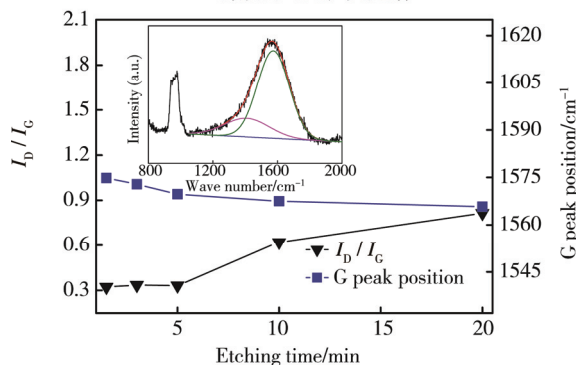 2.1
1.8
1.5
1.2
0.9
0.6
0.3
I_D / I_G
1620
1605
1590
1575
1560
1545
G peak position/cm⁻¹
Intensity (a.u.)
800 1200 1600 2000
Wave number/cm⁻¹
I_D / I_G
G peak position
5 10 15 20
Etching time/min